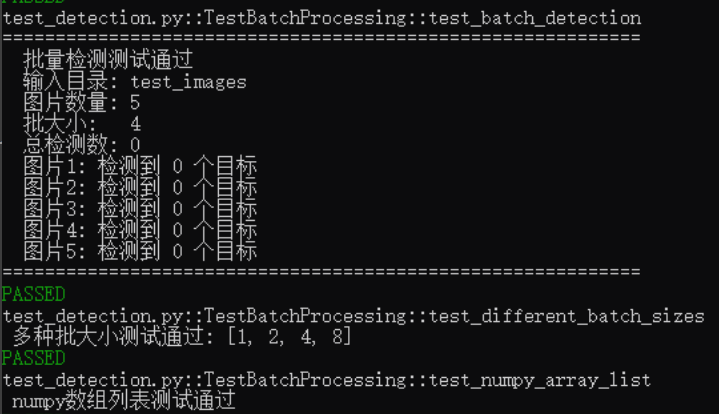 PASSED
test_detection.py::TestBatchProcessing::test_batch_detection
============================================================
批量检测测试通过
输入目录: test_images
图片数量: 5
批大小: 4
总检测数: 0
图片1: 检测到 0 个目标
图片2: 检测到 0 个目标
图片3: 检测到 0 个目标
图片4: 检测到 0 个目标
图片5: 检测到 0 个目标
============================================================
PASSED
test_detection.py::TestBatchProcessing::test_different_batch_sizes
多种批大小测试通过: [1, 2, 4, 8]
PASSED
test_detection.py::TestBatchProcessing::test_numpy_array_list
numpy数组列表测试通过